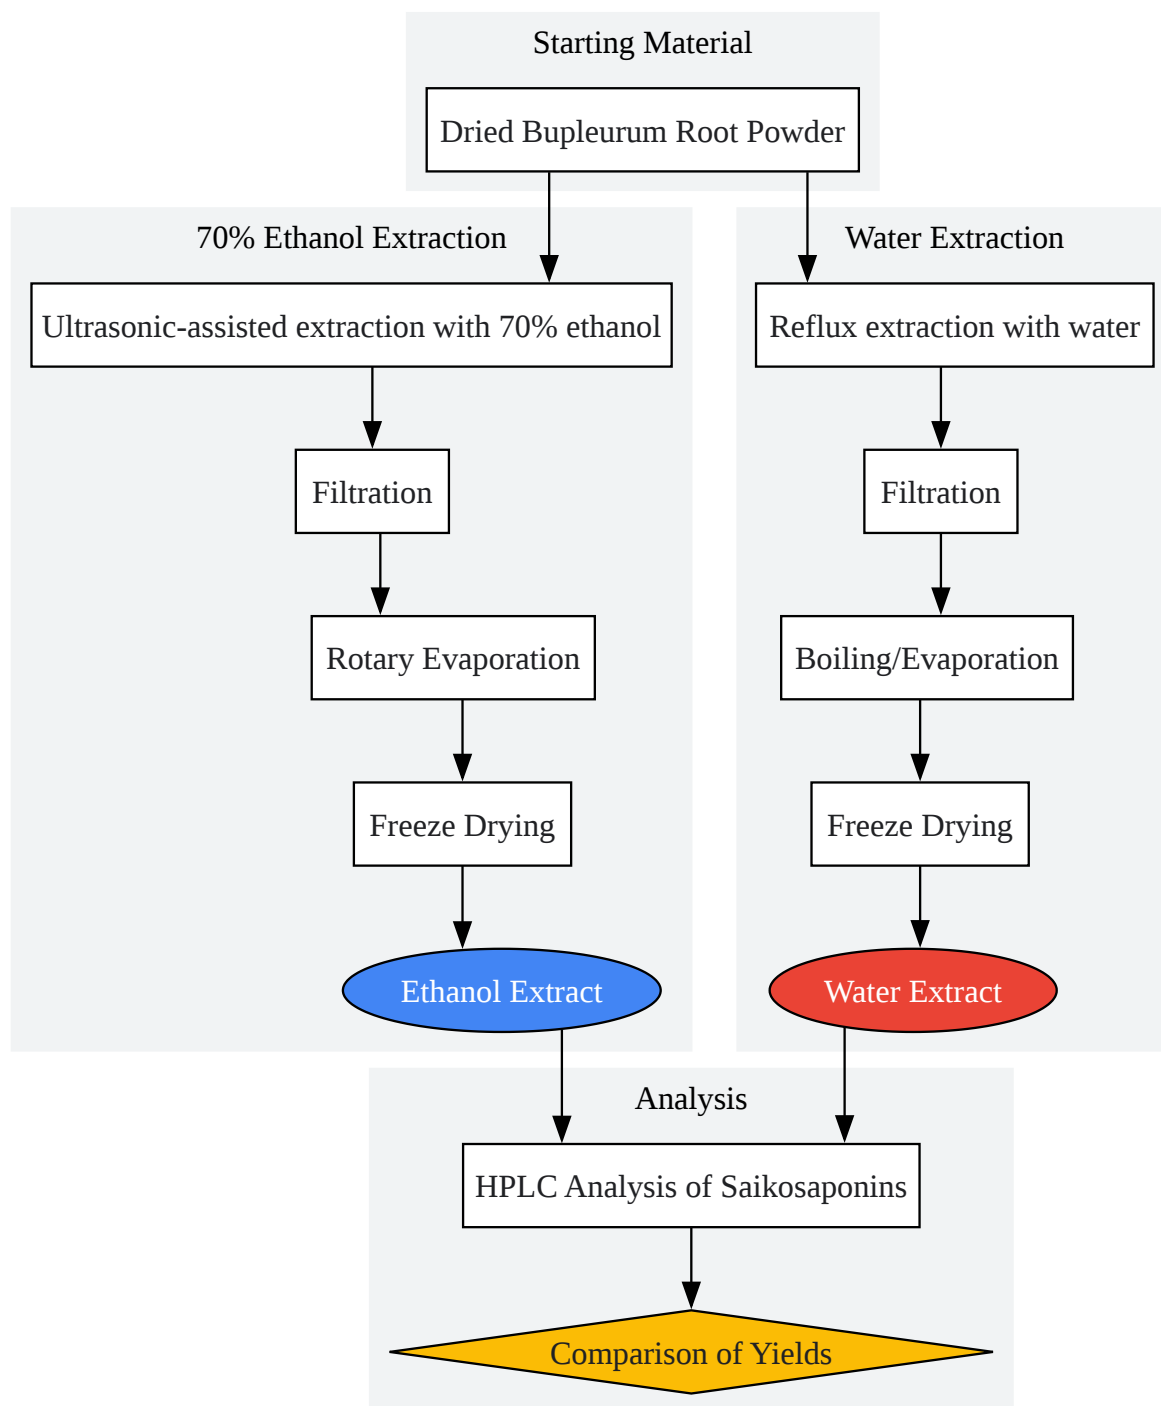 Starting Material
Dried Bupleurum Root Powder
70% Ethanol Extraction
Ultrasonic-assisted extraction with 70% ethanol
Filtration
Rotary Evaporation
Freeze Drying
Ethanol Extract
Water Extraction
Reflux extraction with water
Filtration
Boiling/Evaporation
Freeze Drying
Water Extract
Analysis
HPLC Analysis of Saikosaponins
Comparison of Yields